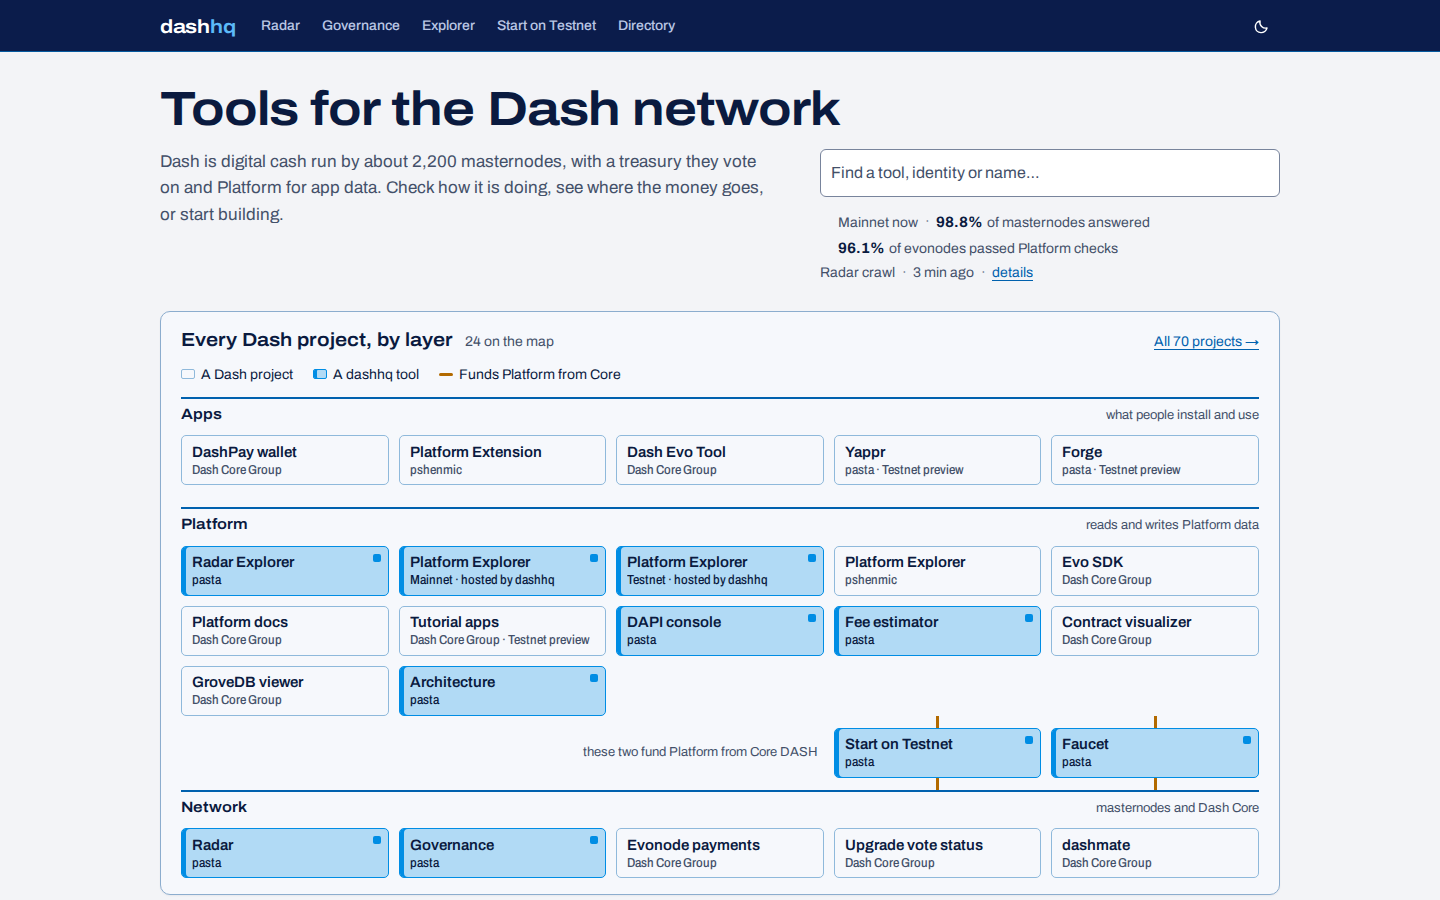 dashhq Radar Governance Explorer Start on Testnet Directory
Tools for the Dash network
Dash is digital cash run by about 2,200 masternodes, with a treasury they vote
on and Platform for app data. Check how it is doing, see where the money goes,
or start building.
Find a tool, identity or name…
Mainnet now · 98.8% of masternodes answered
96.1% of evonodes passed Platform checks
Radar crawl · 3 min ago · details
Every Dash project, by layer 24 on the map All 70 projects →
A Dash project A dashhq tool Funds Platform from Core
Apps what people install and use
DashPay wallet
Dash Core Group
Platform Extension
pshenmic
Dash Evo Tool
Dash Core Group
Yappr
pasta · Testnet preview
Forge
pasta · Testnet preview
Platform reads and writes Platform data
Radar Explorer
pasta
Platform Explorer
Mainnet · hosted by dashhq
Platform Explorer
Testnet · hosted by dashhq
Platform Explorer
pshenmic
Evo SDK
Dash Core Group
Platform docs
Dash Core Group
Tutorial apps
Dash Core Group · Testnet preview
DAPI console
pasta
Fee estimator
pasta
Contract visualizer
Dash Core Group
GroveDB viewer
Dash Core Group
Architecture
pasta
these two fund Platform from Core DASH
Start on Testnet
pasta
Faucet
pasta
Network masternodes and Dash Core
Radar
pasta
Governance
pasta
Evonode payments
Dash Core Group
Upgrade vote status
Dash Core Group
dashmate
Dash Core Group